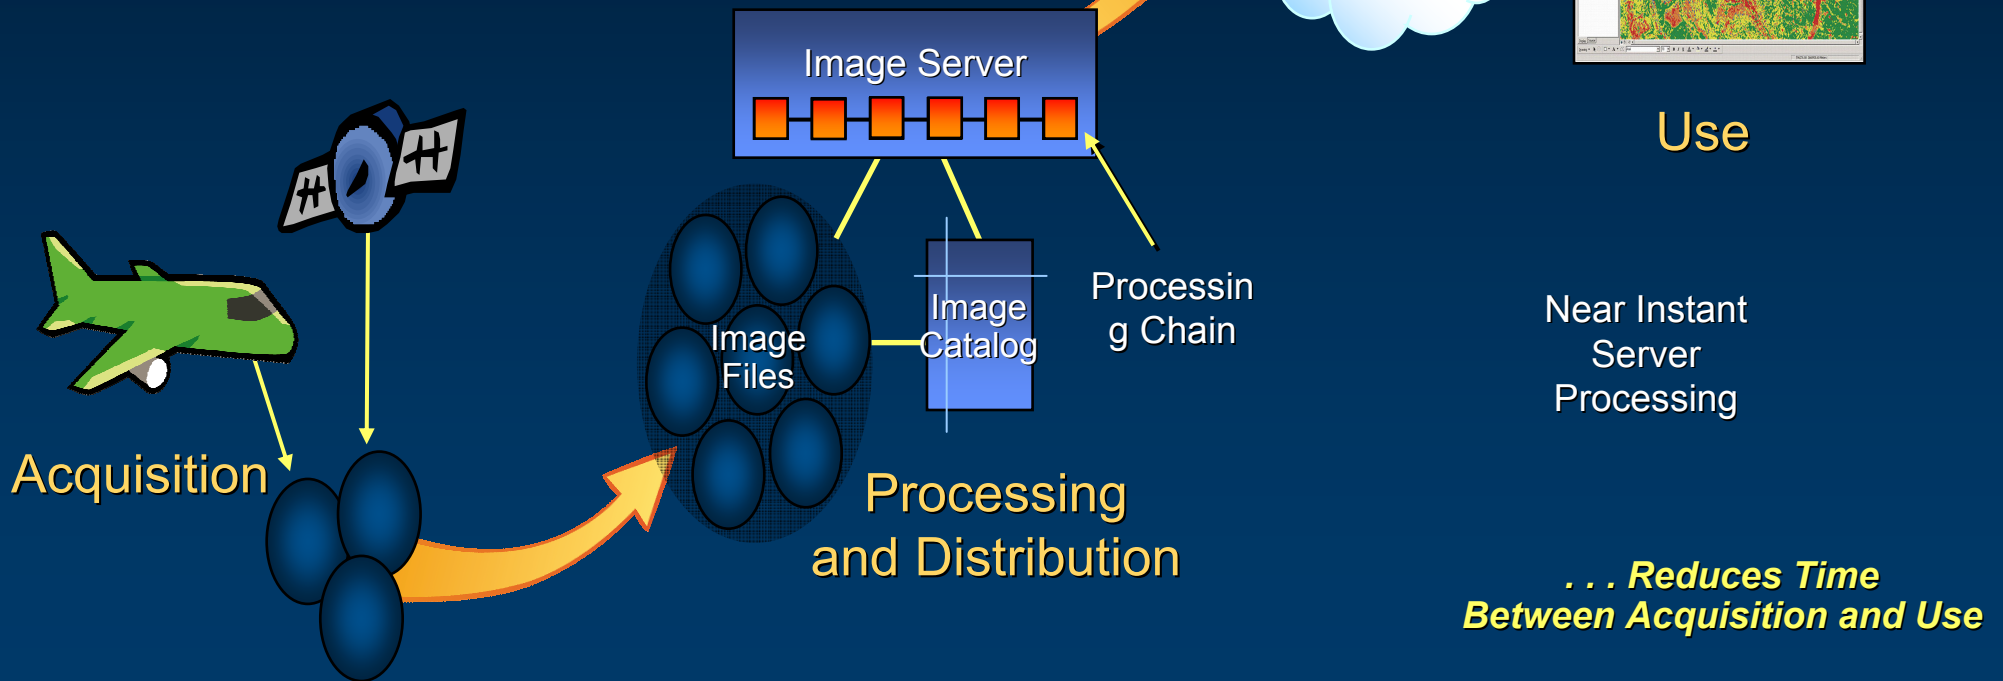 Image Server
Use
Processin
g Chain
Image
Catalog
Image
Files
Near Instant
Server
Processing
Acquisition
Processing
and Distribution
. . . Reduces Time
Between Acquisition and Use